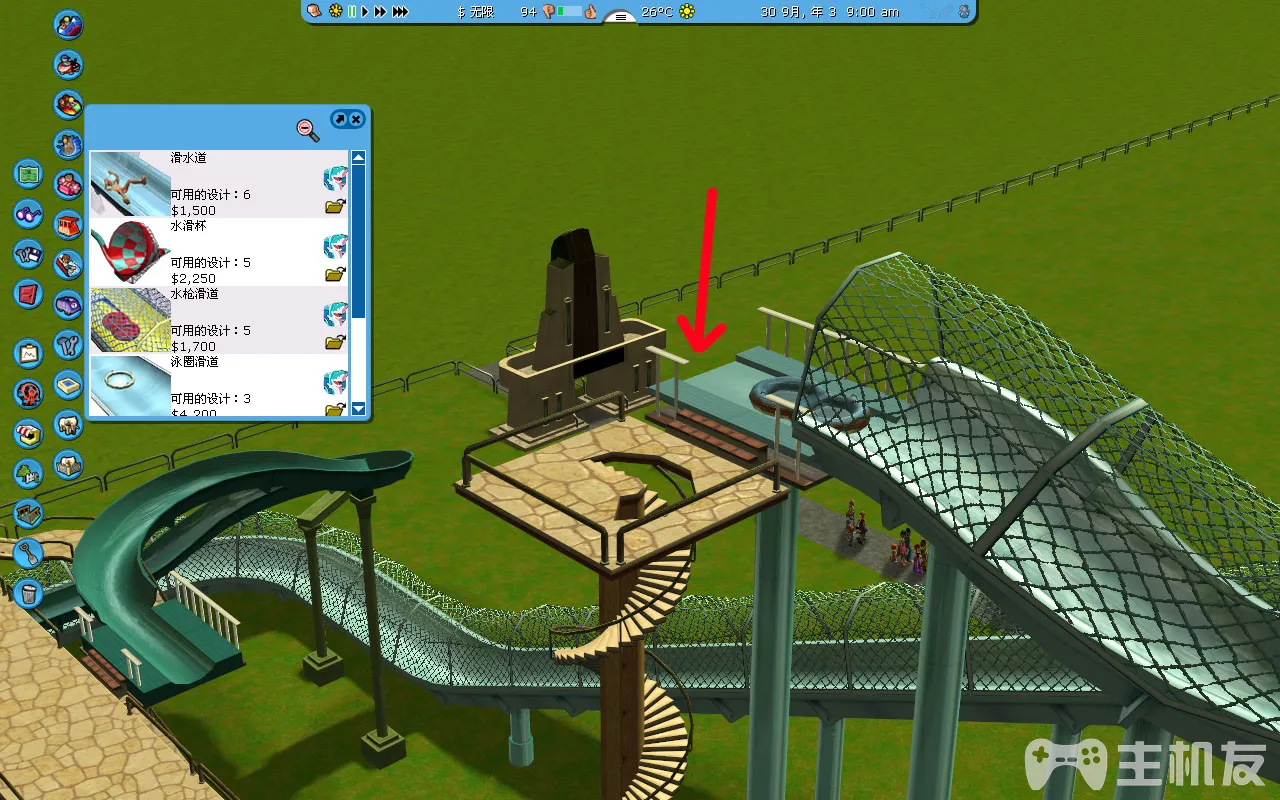 $ 无限
94
26°C
30 9月, 年 3 9:00 am
滑水道
可用的设计：6
$1,500
水滑杯
可用的设计：5
$2,250
水枪滑道
可用的设计：5
$1,700
泳圈滑道
可用的设计：3
$4,200
主机友